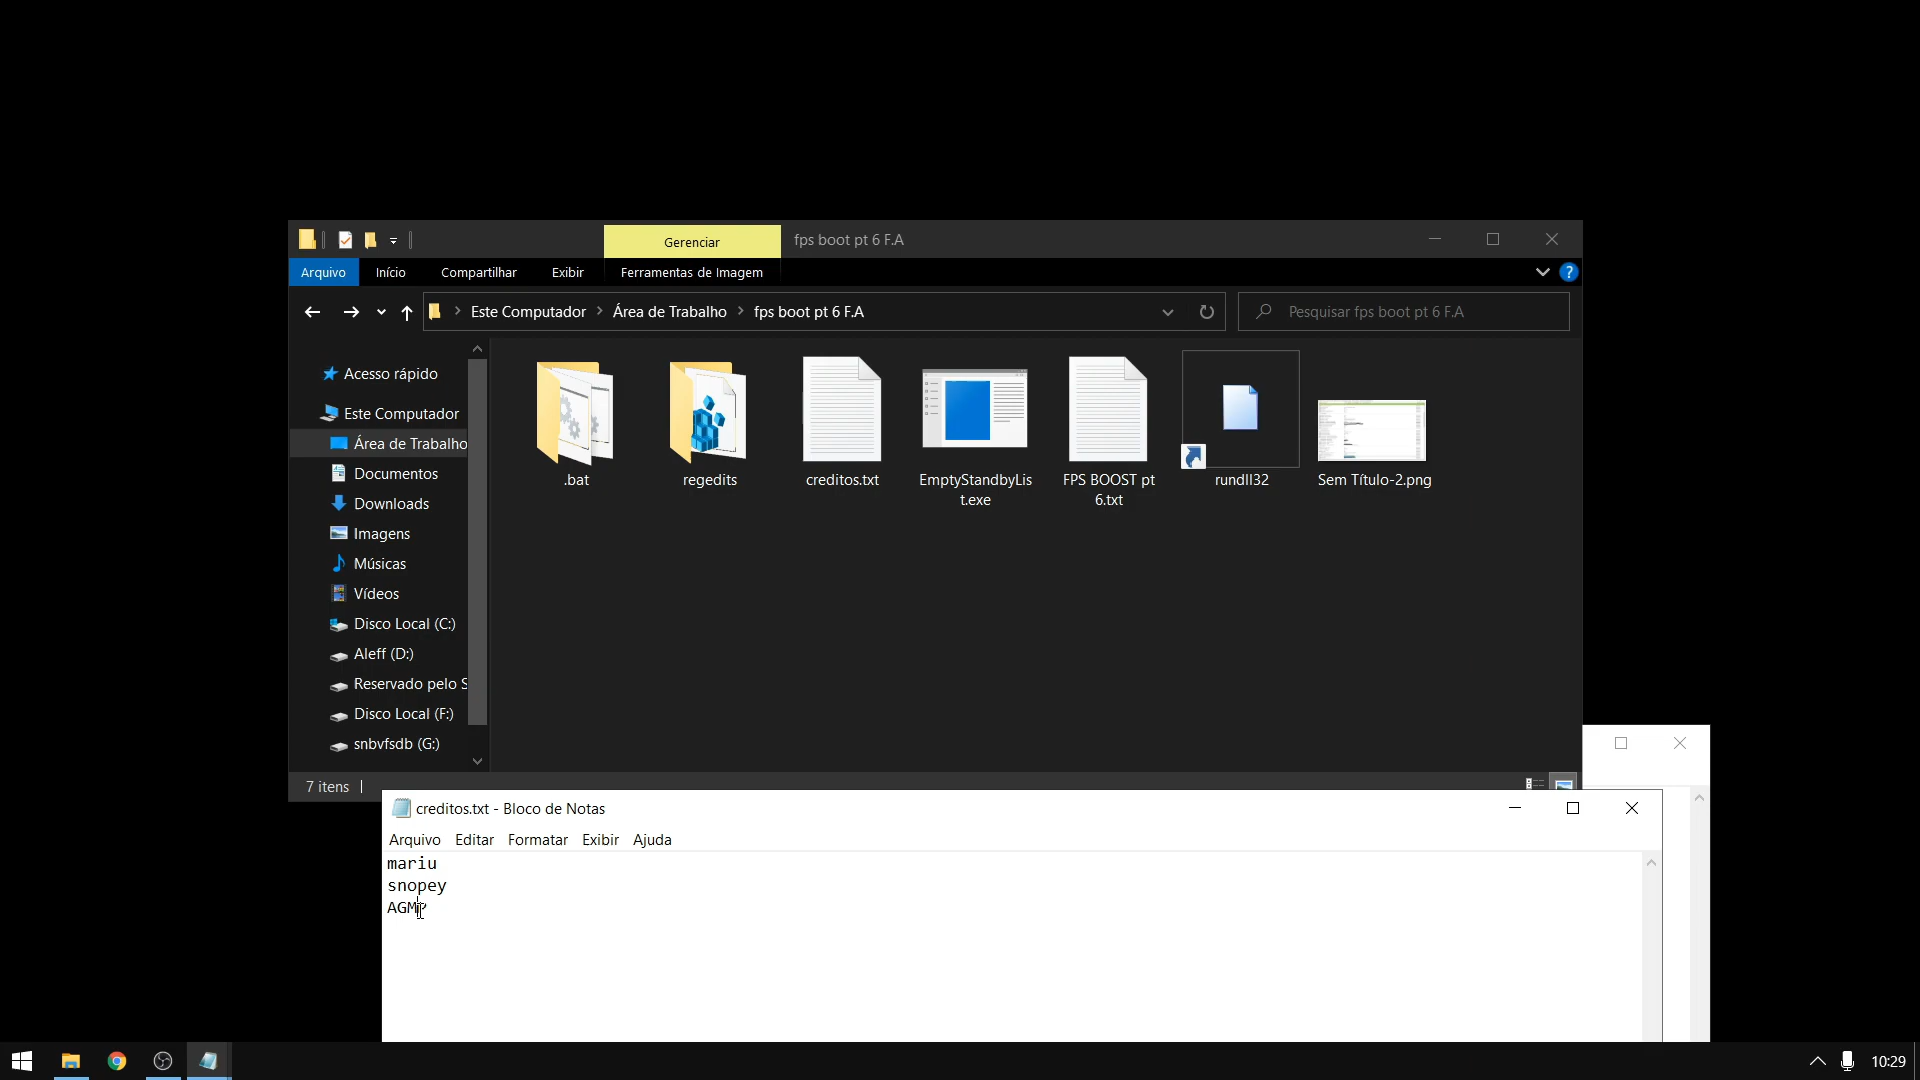 Gerenciar
fps boot pt 6 F.A
Arquivo
Início
Compartilhar
Exibir
Ferramentas de Imagem
?
Este Computador
Área de Trabalho
fps boot pt 6 F.A
Pesquisar fps boot pt 6 F.A
Acesso rápido
Este Computador
Área de Trabalho
Documentos
Downloads
Imagens
Músicas
Vídeos
Disco Local (C:)
Aleff (D:)
Reservado pelo S
Disco Local (F:)
snbvfsdb (G:)
.bat
regedits
creditos.txt
EmptyStandbyLis
t.exe
FPS BOOST pt
6.txt
rundll32
Sem Título-2.png
7 itens
creditos.txt - Bloco de Notas
Arquivo
Editar
Formatar
Exibir
Ajuda
mariu
snopey
10:29